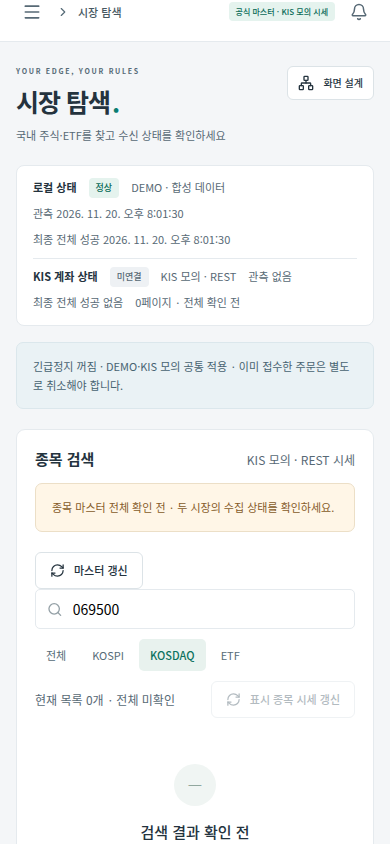 시장 탐색
공식 마스터 · KIS 모의 시세
YOUR EDGE, YOUR RULES
시장 탐색.
화면 설계
국내 주식·ETF를 찾고 수신 상태를 확인하세요
로컬 상태 정상 DEMO · 합성 데이터
관측 2026. 11. 20. 오후 8:01:30
최종 전체 성공 2026. 11. 20. 오후 8:01:30
KIS 계좌 상태 미연결 KIS 모의 · REST 관측 없음
최종 전체 성공 없음 0페이지 · 전체 확인 전
긴급정지 꺼짐 · DEMO·KIS 모의 공통 적용 · 이미 접수한 주문은 별도
로 취소해야 합니다.
종목 검색
KIS 모의 · REST 시세
종목 마스터 전체 확인 전 · 두 시장의 수집 상태를 확인하세요.
마스터 갱신
069500
전체 KOSPI KOSDAQ ETF
현재 목록 0개 · 전체 미확인
표시 종목 시세 갱신
검색 결과 확인 전